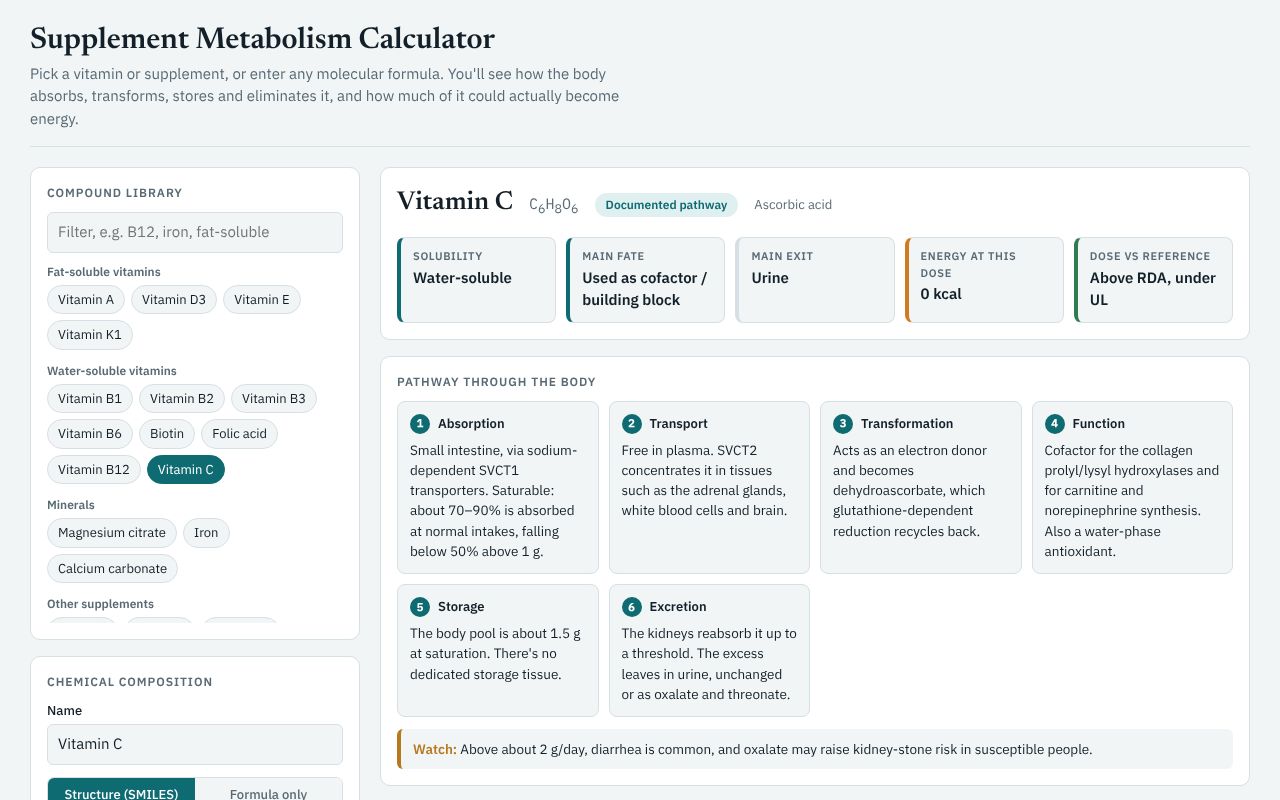 Supplement Metabolism Calculator
Pick a vitamin or supplement, or enter any molecular formula. You'll see how the body
absorbs, transforms, stores and eliminates it, and how much of it could actually become
energy.
COMPOUND LIBRARY
Filter, e.g. B12, iron, fat-soluble
Fat-soluble vitamins
Vitamin A
Vitamin D3
Vitamin E
Vitamin K1
Water-soluble vitamins
Vitamin B1
Vitamin B2
Vitamin B3
Vitamin B6
Biotin
Folic acid
Vitamin B12
Vitamin C
Minerals
Magnesium citrate
Iron
Calcium carbonate
Other supplements
CHEMICAL COMPOSITION
Name
Vitamin C
Structure (SMILES)
Formula only
Vitamin C
C₆H₈O₆
Documented pathway
Ascorbic acid
SOLUBILITY
Water-soluble
MAIN FATE
Used as cofactor /
building block
MAIN EXIT
Urine
ENERGY AT THIS
DOSE
0 kcal
DOSE VS REFERENCE
Above RDA, under
UL
PATHWAY THROUGH THE BODY
1 Absorption
Small intestine, via sodium-
dependent SVCT1
transporters. Saturable:
about 70–90% is absorbed
at normal intakes, falling
below 50% above 1 g.
2 Transport
Free in plasma. SVCT2
concentrates it in tissues
such as the adrenal glands,
white blood cells and brain.
3 Transformation
Acts as an electron donor
and becomes
dehydroascorbate, which
glutathione-dependent
reduction recycles back.
4 Function
Cofactor for the collagen
prolyl/lysyl hydroxylases and
for carnitine and
norepinephrine synthesis.
Also a water-phase
antioxidant.
5 Storage
The body pool is about 1.5 g
at saturation. There's no
dedicated storage tissue.
6 Excretion
The kidneys reabsorb it up to
a threshold. The excess
leaves in urine, unchanged
or as oxalate and threonate.
Watch: Above about 2 g/day, diarrhea is common, and oxalate may raise kidney-stone risk in susceptible people.